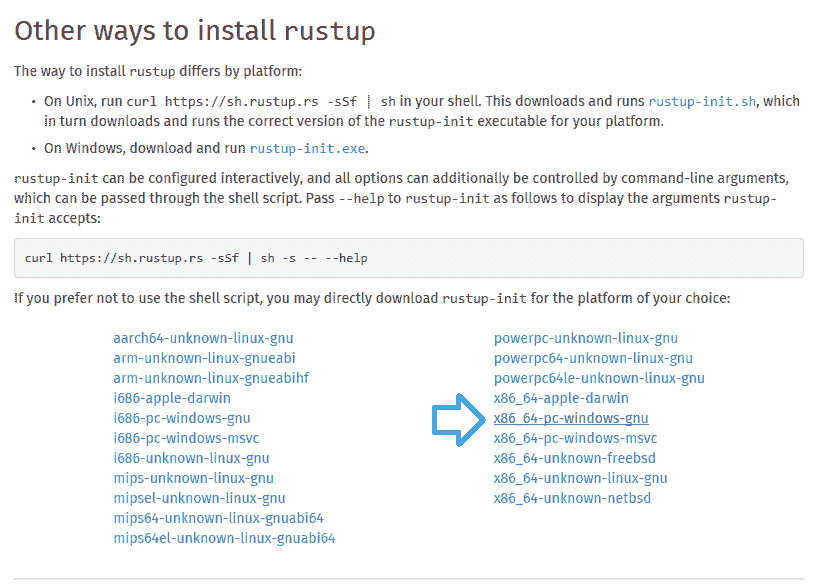 Other ways to install rustup
The way to install rustup differs by platform:
• On Unix, run curl https://sh.rustup.rs -sSf | sh in your shell. This downloads and runs rustup-init.sh, which
in turn downloads and runs the correct version of the rustup-init executable for your platform.
• On Windows, download and run rustup-init.exe.
rustup-init can be configured interactively, and all options can additionally be controlled by command-line arguments,
which can be passed through the shell script. Pass --help to rustup-init as follows to display the arguments rustup-
init accepts:
curl https://sh.rustup.rs -sSf | sh -s -- --help
If you prefer not to use the shell script, you may directly download rustup-init for the platform of your choice:
aarch64-unknown-linux-gnu
arm-unknown-linux-gnueabi
arm-unknown-linux-gnueabihf
i686-apple-darwin
i686-pc-windows-gnu
i686-pc-windows-msvc
i686-unknown-linux-gnu
mips-unknown-linux-gnu
mipsel-unknown-linux-gnu
mips64-unknown-linux-gnuabi64
mips64el-unknown-linux-gnuabi64
powerpc-unknown-linux-gnu
powerpc64-unknown-linux-gnu
powerpc64le-unknown-linux-gnu
x86_64-apple-darwin
x86_64-pc-windows-gnu
x86_64-pc-windows-msvc
x86_64-unknown-freebsd
x86_64-unknown-linux-gnu
x86_64-unknown-netbsd